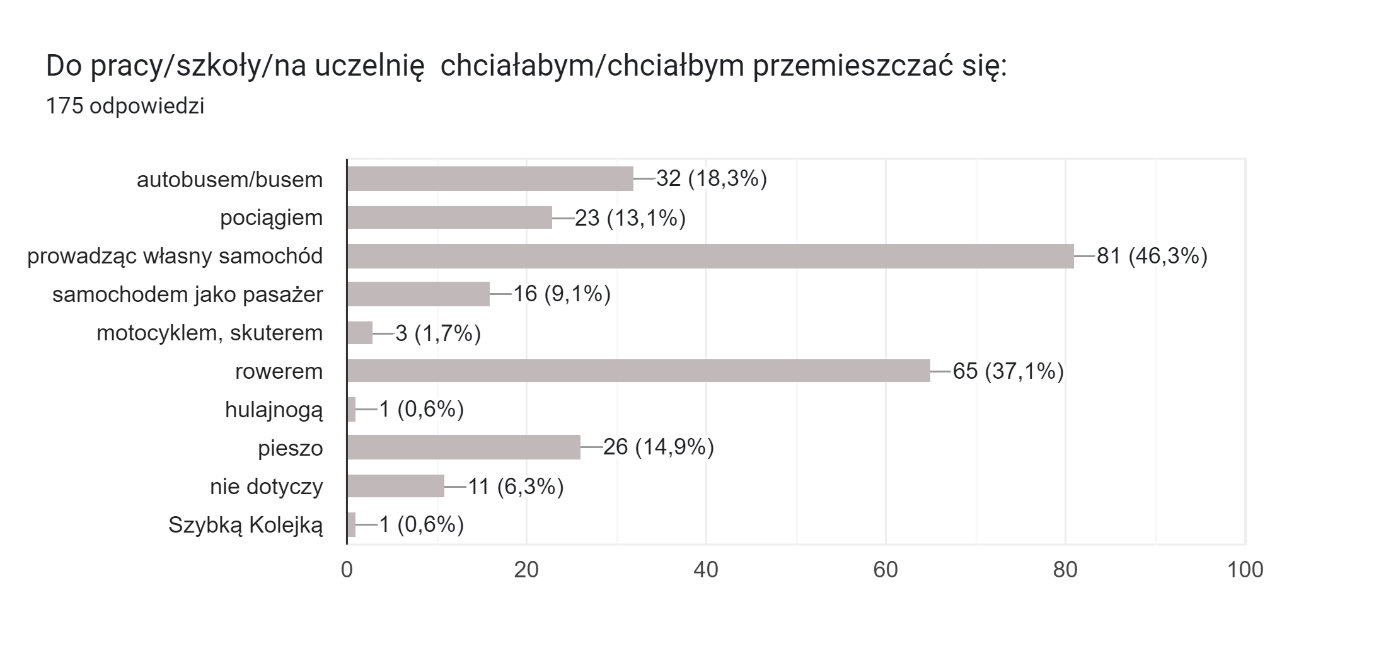 Do pracy/szkoły/na uczelnię  chciałabym/chciałbym przemieszczać się:
175 odpowiedzi
autobusem/busem 32 (18,3%)
pociągiem 23 (13,1%)
prowadząc własny samochód 81 (46,3%)
samochodem jako pasażer 16 (9,1%)
motocyklem, skuterem 3 (1,7%)
rowerem 65 (37,1%)
hulajnogą 1 (0,6%)
pieszo 26 (14,9%)
nie dotyczy 11 (6,3%)
Szybką Kolejką 1 (0,6%)
0 20 40 60 80 100